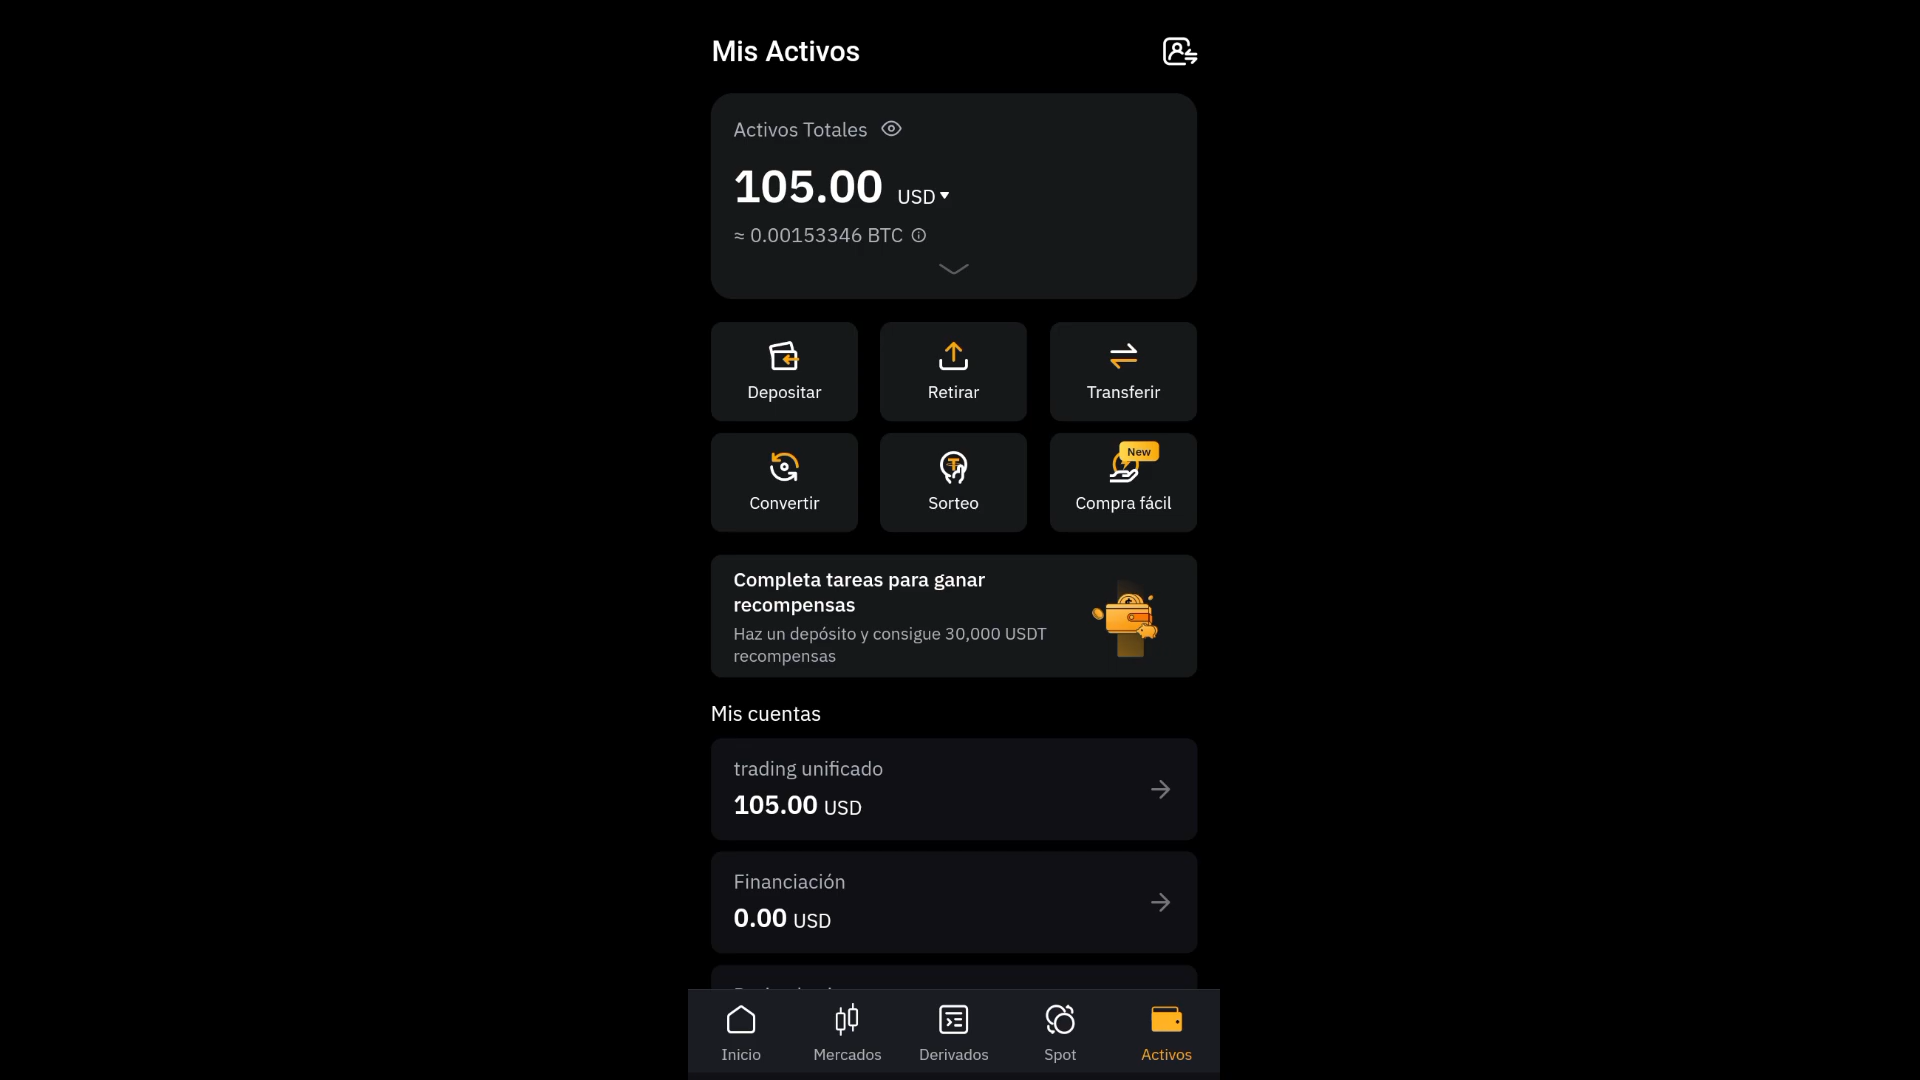 Mis Activos
Activos Totales
105.00 USD
≈ 0.00153346 BTC
Depositar
Retirar
Transferir
Convertir
Sorteo
New
Compra fácil
Completa tareas para ganar
recompensas
Haz un depósito y consigue 30,000 USDT
recompensas
Mis cuentas
trading unificado
105.00 USD
Financiación
0.00 USD
Inicio
Mercados
Derivados
Spot
Activos